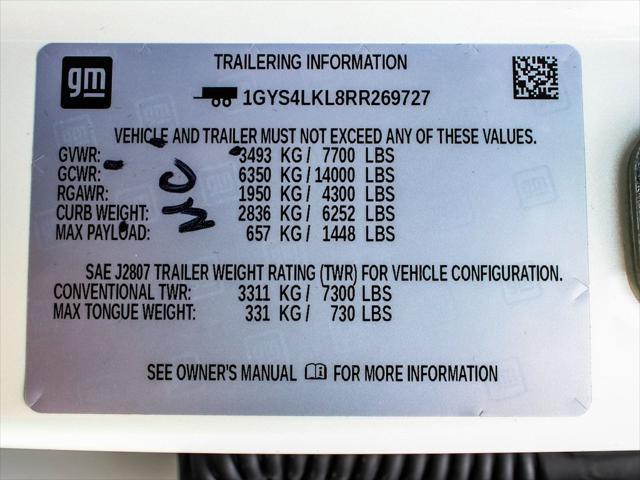 gm
TRAILERING INFORMATION
1GYS4LKL8RR269727
VEHICLE AND TRAILER MUST NOT EXCEED ANY OF THESE VALUES.
GVWR: 3493 KG / 7700 LBS
GCWR: 6350 KG / 14000 LBS
RGAWR: 1950 KG / 4300 LBS
CURB WEIGHT: 2836 KG / 6252 LBS
MAX PAYLOAD: 657 KG / 1448 LBS
SAE J2807 TRAILER WEIGHT RATING (TWR) FOR VEHICLE CONFIGURATION.
CONVENTIONAL TWR: 3311 KG / 7300 LBS
MAX TONGUE WEIGHT: 331 KG / 730 LBS
SEE OWNER'S MANUAL FOR MORE INFORMATION